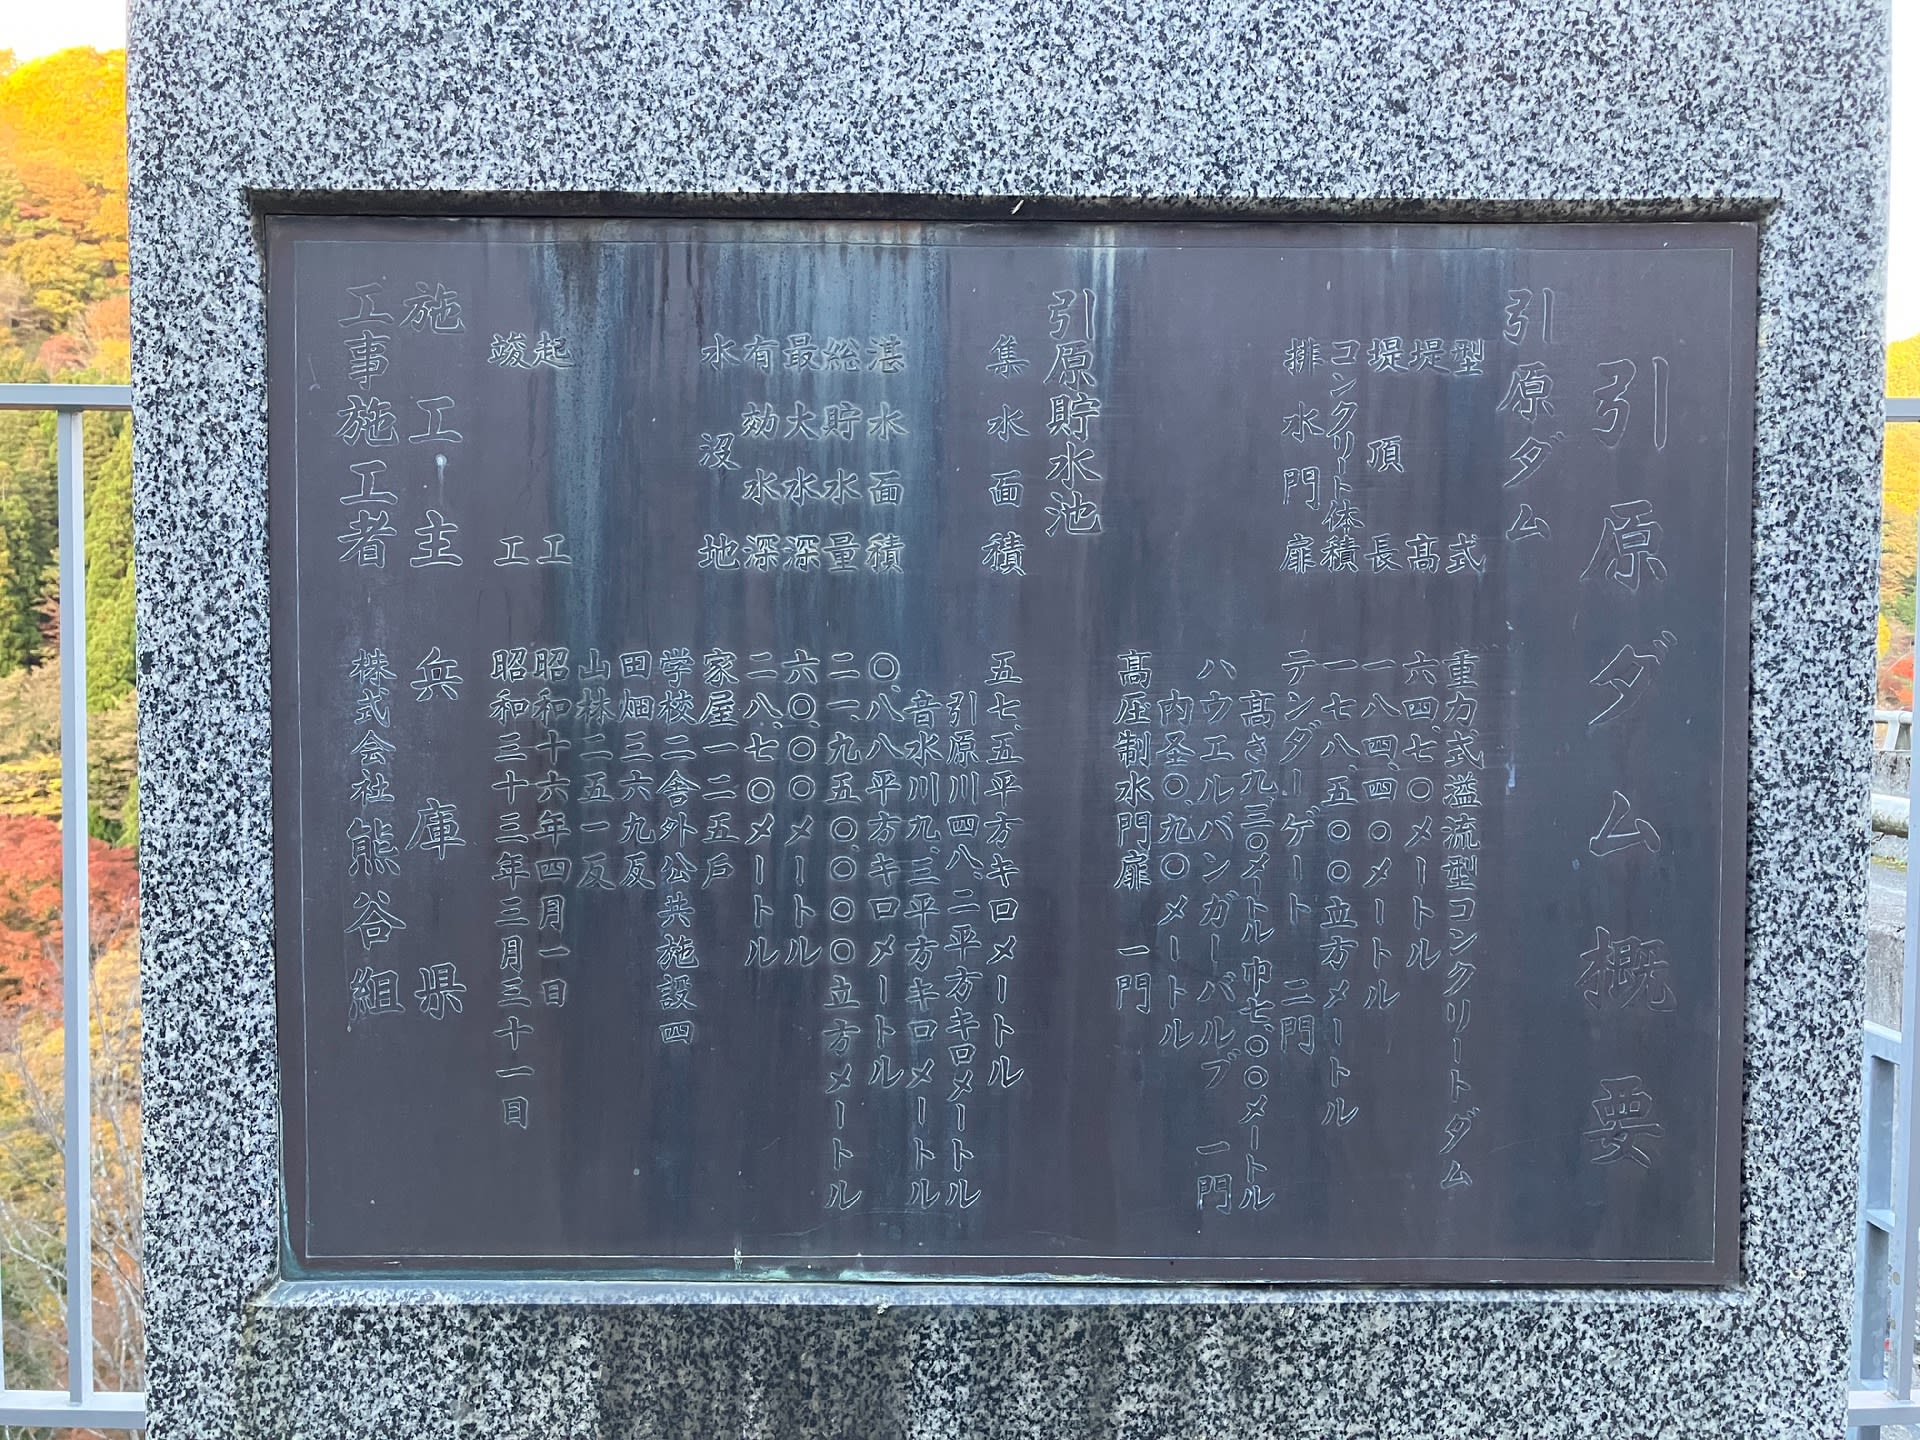 引原ダム概要
引原ダム
型式 重力式溢流型コンクリートダム
堤高 六四、七〇メートル
堤頂長 一八四、四〇メートル
コンクリート体積 一七八、五〇〇立方メートル
排水門扉 テンダーゲート 二門
高さ九、三〇メートル巾七、〇〇メートル
ハウエルバンガーバルブ 一門
内圣〇、九〇メートル
高圧制水門扉 一門
引原貯水池
集水面積 五七、五平方キロメートル
引原川四八、二平方キロメートル
音水川九、三平方キロメートル
湛水面積 〇、八八平方キロメートル
総貯水量 二一、九五〇、〇〇〇立方メートル
最大水深 六〇、〇〇メートル
有効水深 二八、七〇メートル
水没地 家屋一二五戸
学校二舎外公共施設四
田畑三六九反
山林二五一反
起工 昭和十六年四月一日
竣工 昭和三十三年三月三十一日
施工主 兵庫県
工事施工者 株式会社熊谷組